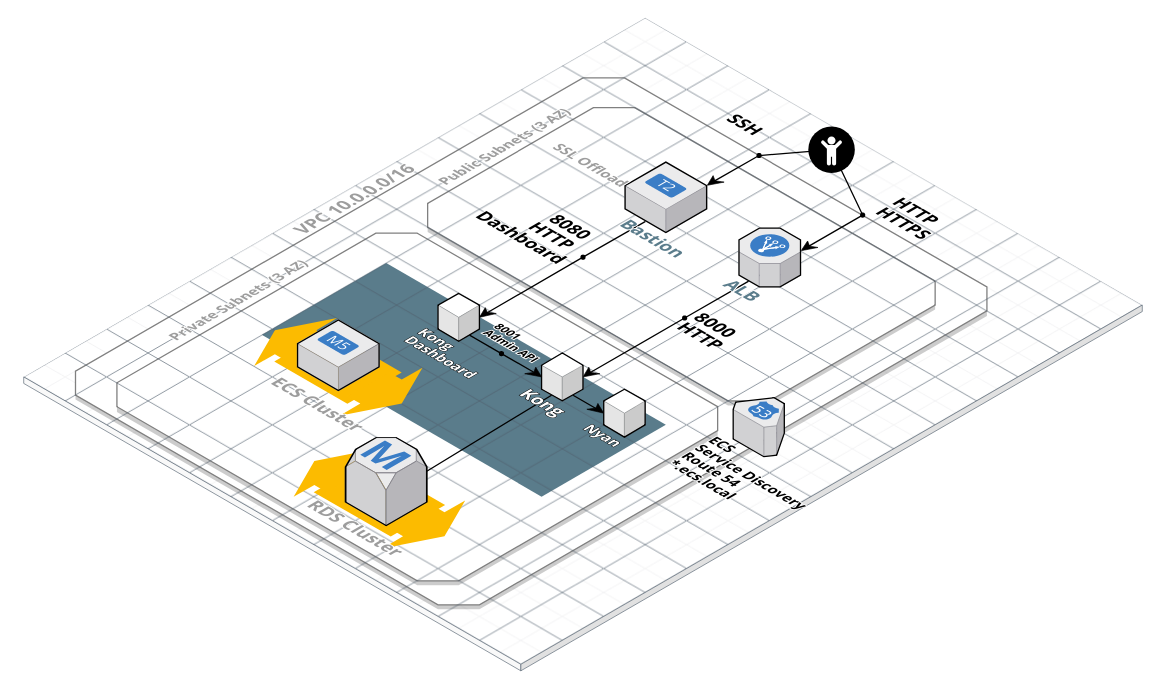 SSH
HTTP
HTTPS
Public-Subnets-(3-AZ)
SSL Offload
T2
Bastion
VPC 10.0.0.0/16
8080
HTTP
Dashboard
ALB
Private-Subnets-(3-AZ)
8000
HTTP
8001
Admin API
Kong
Dashboard
M5
ECS-Cluster
Kong
Nyan
53
ECS
Service Discovery
Route 54
*.ecs.local
M
RDS Cluster